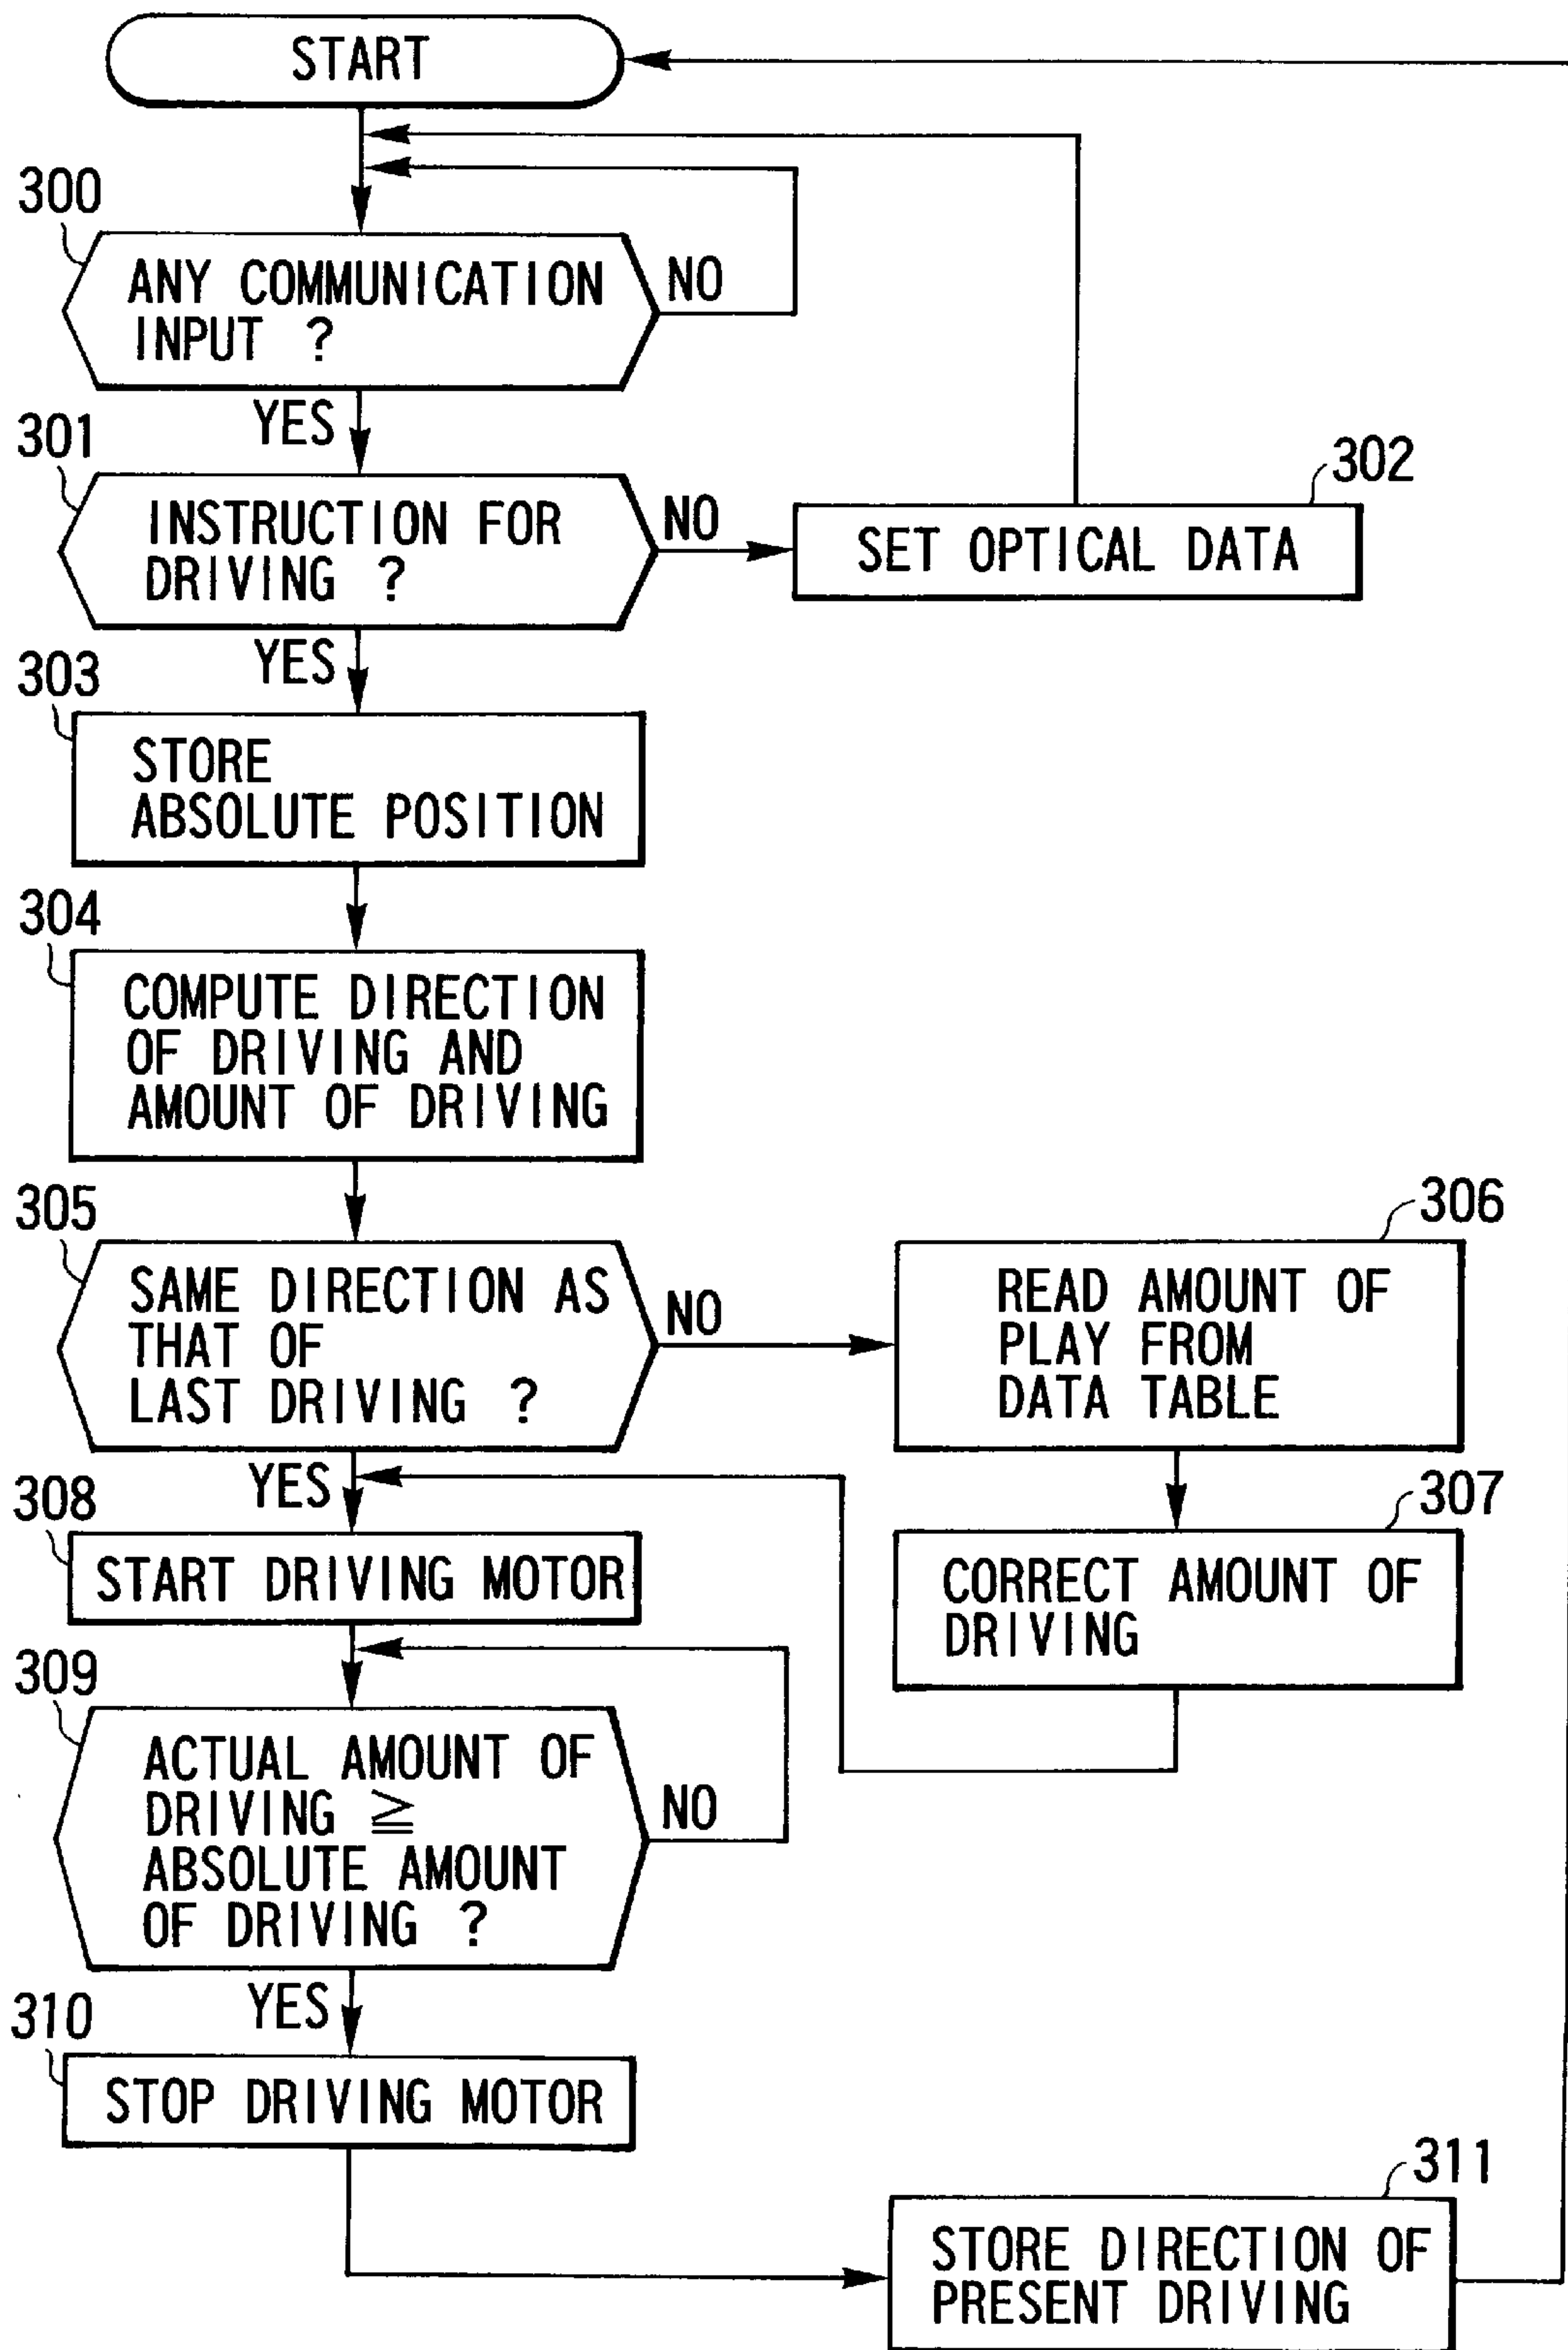 START
300
ANY COMMUNICATION
INPUT ?
NO
YES
301
INSTRUCTION FOR
DRIVING ?
NO
302
SET OPTICAL DATA
YES
303
STORE
ABSOLUTE POSITION
304
COMPUTE DIRECTION
OF DRIVING AND
AMOUNT OF DRIVING
305
SAME DIRECTION AS
THAT OF
LAST DRIVING ?
NO
306
READ AMOUNT OF
PLAY FROM
DATA TABLE
307
CORRECT AMOUNT OF
DRIVING
YES
308
START DRIVING MOTOR
309
ACTUAL AMOUNT OF
DRIVING ≧
ABSOLUTE AMOUNT
OF DRIVING ?
NO
YES
310
STOP DRIVING MOTOR
311
STORE DIRECTION OF
PRESENT DRIVING